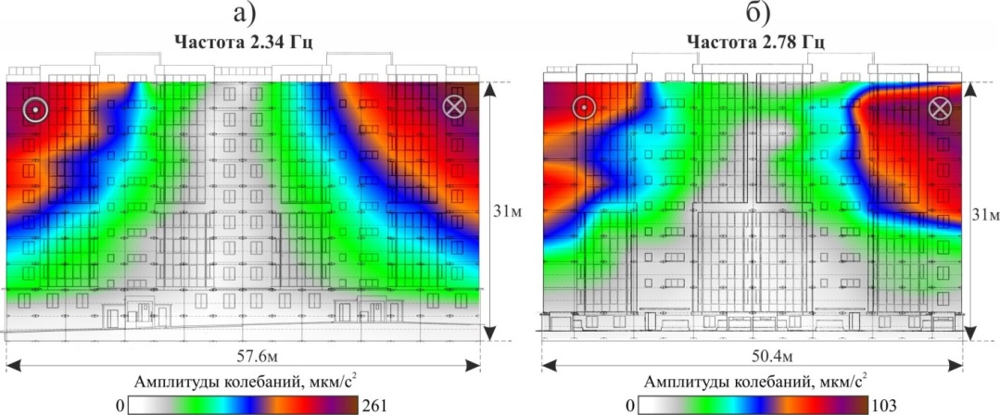 а)
Частота 2.34 Гц
31м
57.6м
Амплитуды колебаний, мкм/с²
0
261
б)
Частота 2.78 Гц
31м
50.4м
Амплитуды колебаний, мкм/с²
0
103